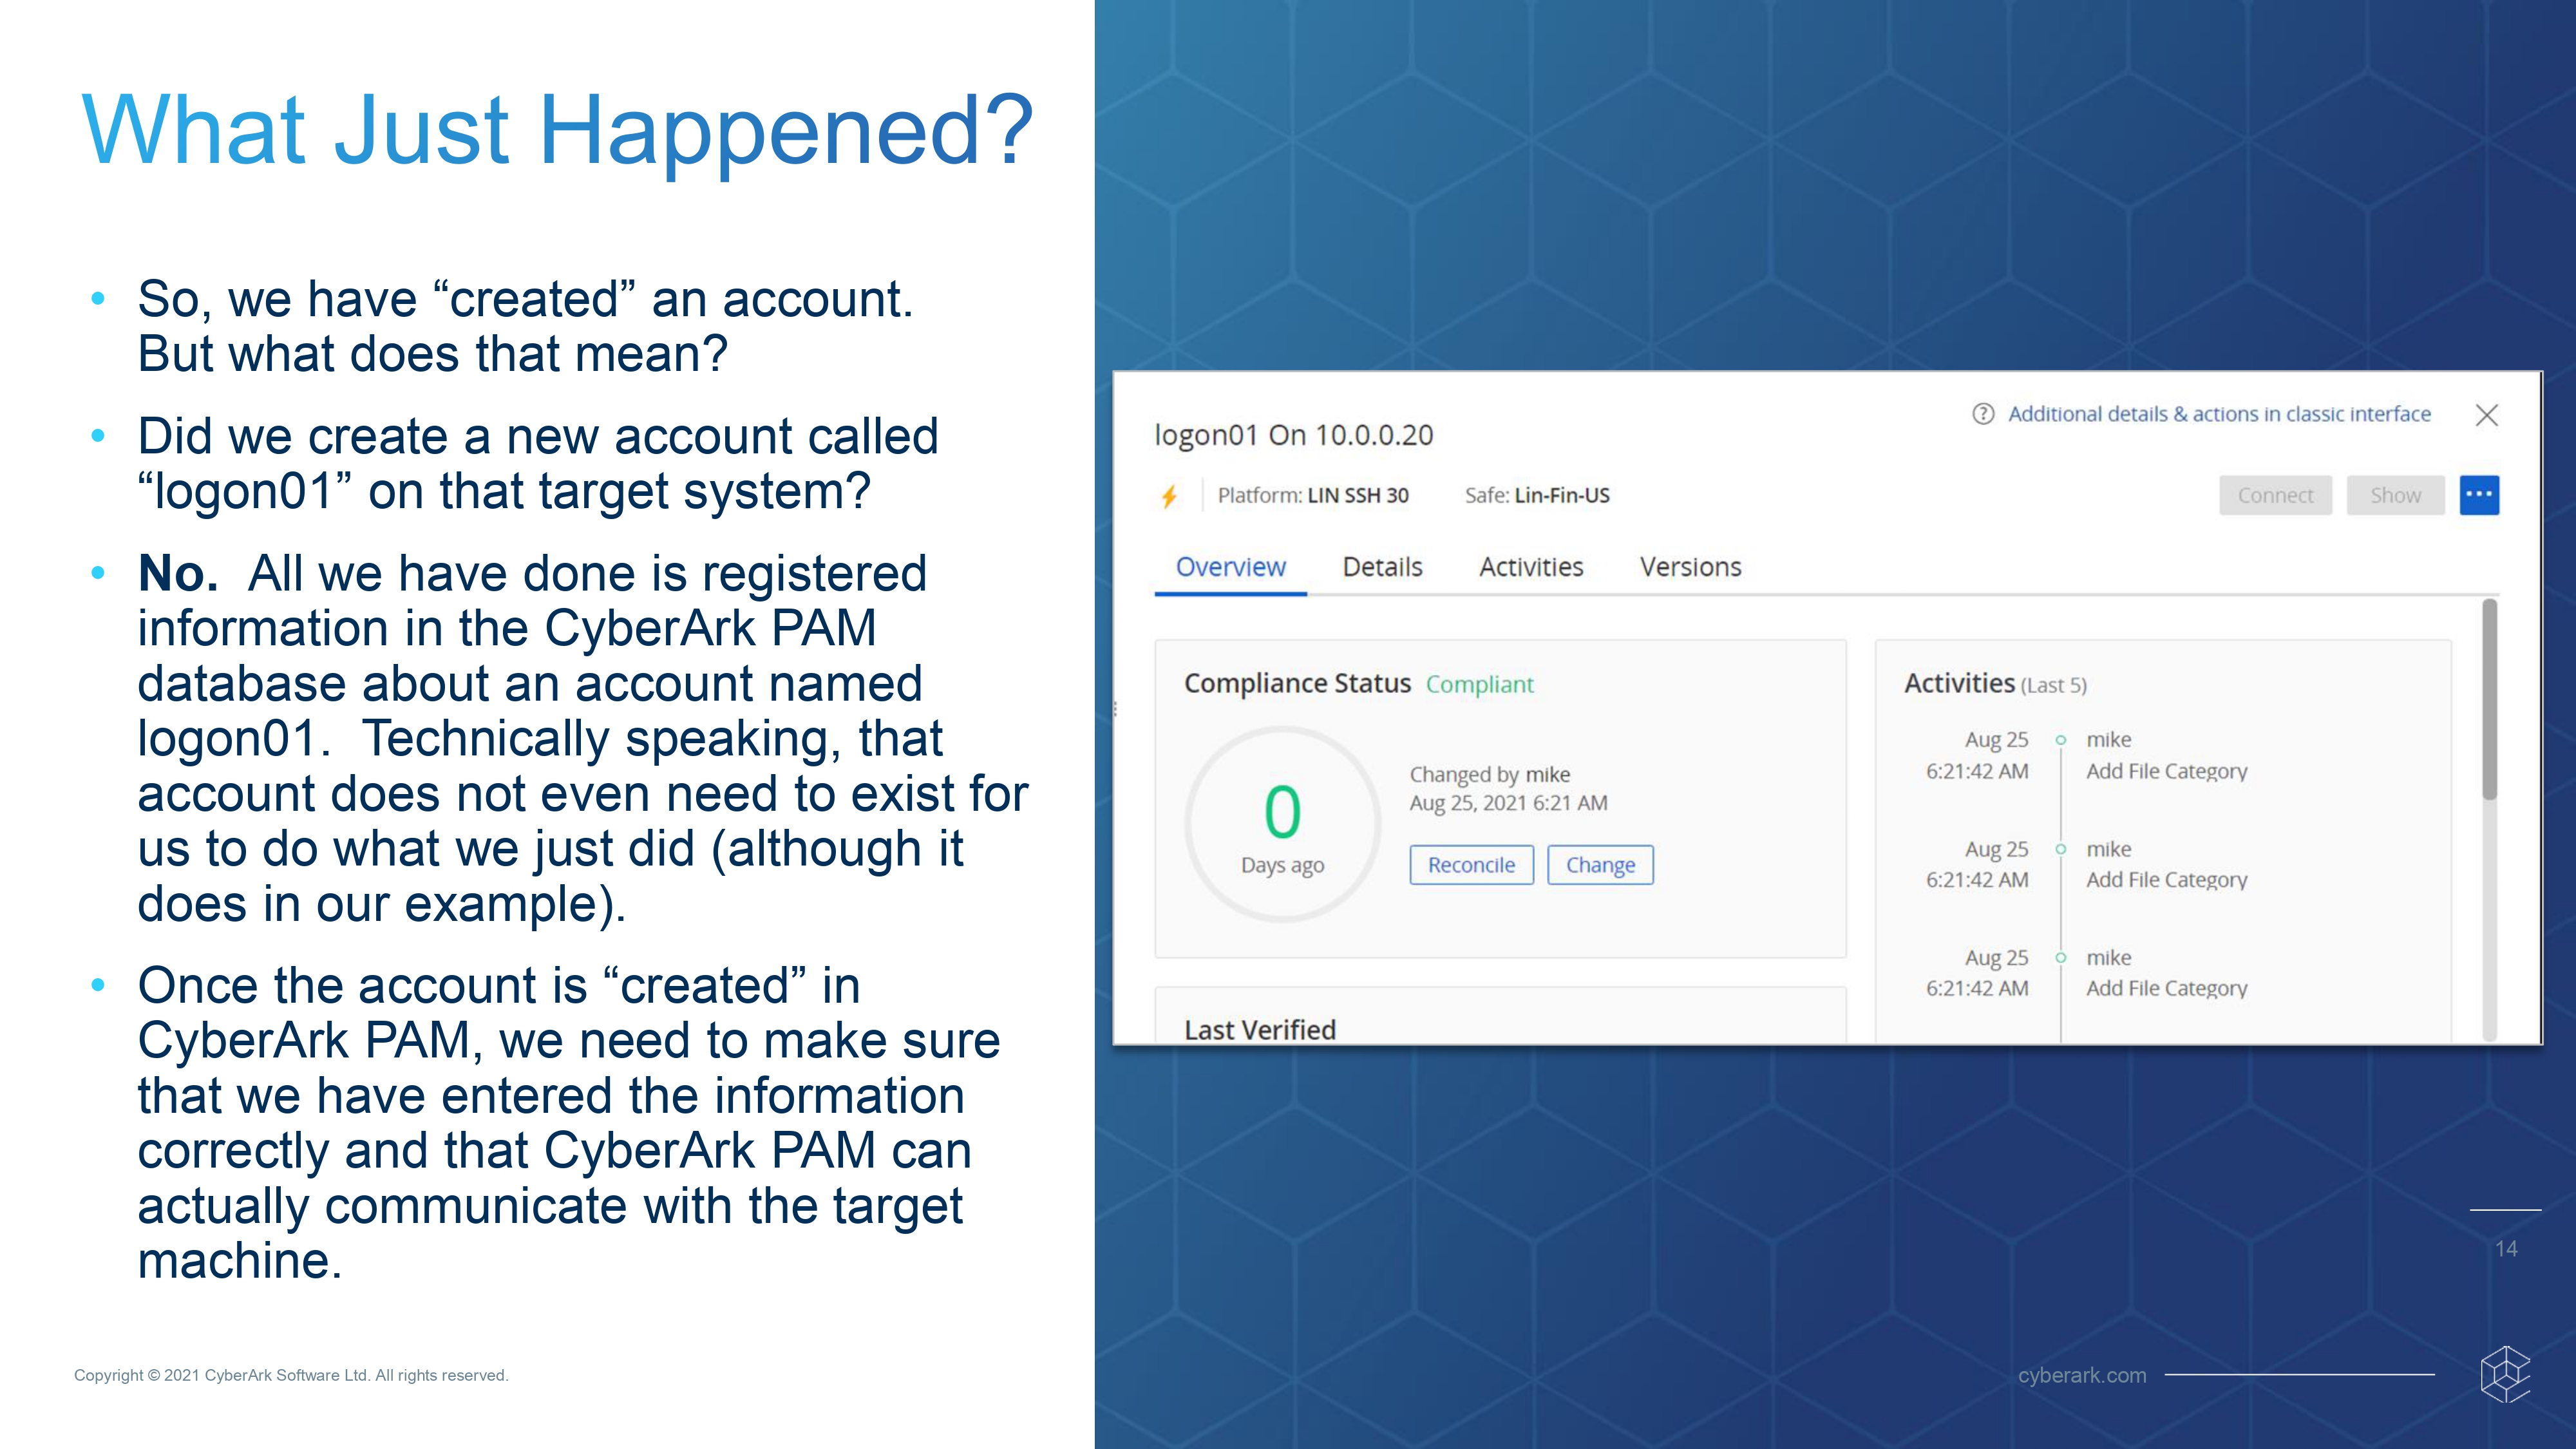 What Just Happened?
• So, we have “created” an account.
But what does that mean?
• Did we create a new account called
“logon01” on that target system?
• No.  All we have done is registered
information in the CyberArk PAM
database about an account named
logon01.  Technically speaking, that
account does not even need to exist for
us to do what we just did (although it
does in our example).
• Once the account is “created” in
CyberArk PAM, we need to make sure
that we have entered the information
correctly and that CyberArk PAM can
actually communicate with the target
machine.
Additional details & actions in classic interface
logon01 On 10.0.0.20
Platform: LIN SSH 30 Safe: Lin-Fin-US
Connect Show ...
Overview Details Activities Versions
Compliance Status Compliant
0
Days ago
Changed by mike
Aug 25, 2021 6:21 AM
Reconcile Change
Last Verified
Activities (Last 5)
Aug 25 mike
6:21:42 AM Add File Category
Aug 25 mike
6:21:42 AM Add File Category
Aug 25 mike
6:21:42 AM Add File Category
14
Copyright © 2021 CyberArk Software Ltd. All rights reserved.
cyberark.com